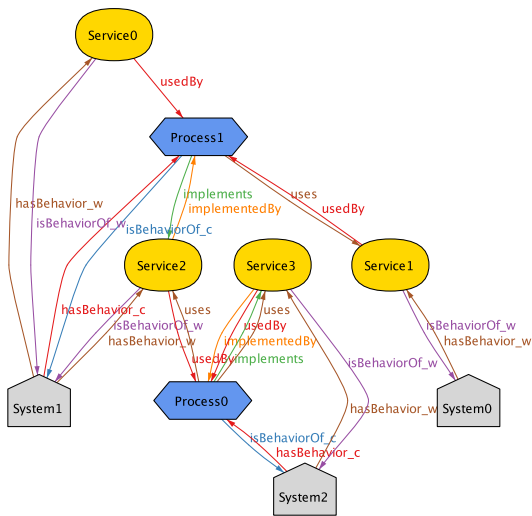 Service0
usedBy
Process1
hasBehavior_w
uses
implements
implementedBy
usedBy
isBehaviorOf_w
isBehaviorOf_c
Service2
Service3
Service1
hasBehavior_c
uses
uses
isBehaviorOf_w
usedBy
isBehaviorOf_w
hasBehavior_w
implementedBy
hasBehavior_w
usedBy
implements
isBehaviorOf_w
Process0
System1
hasBehavior_w
System0
isBehaviorOf_c
hasBehavior_c
System2